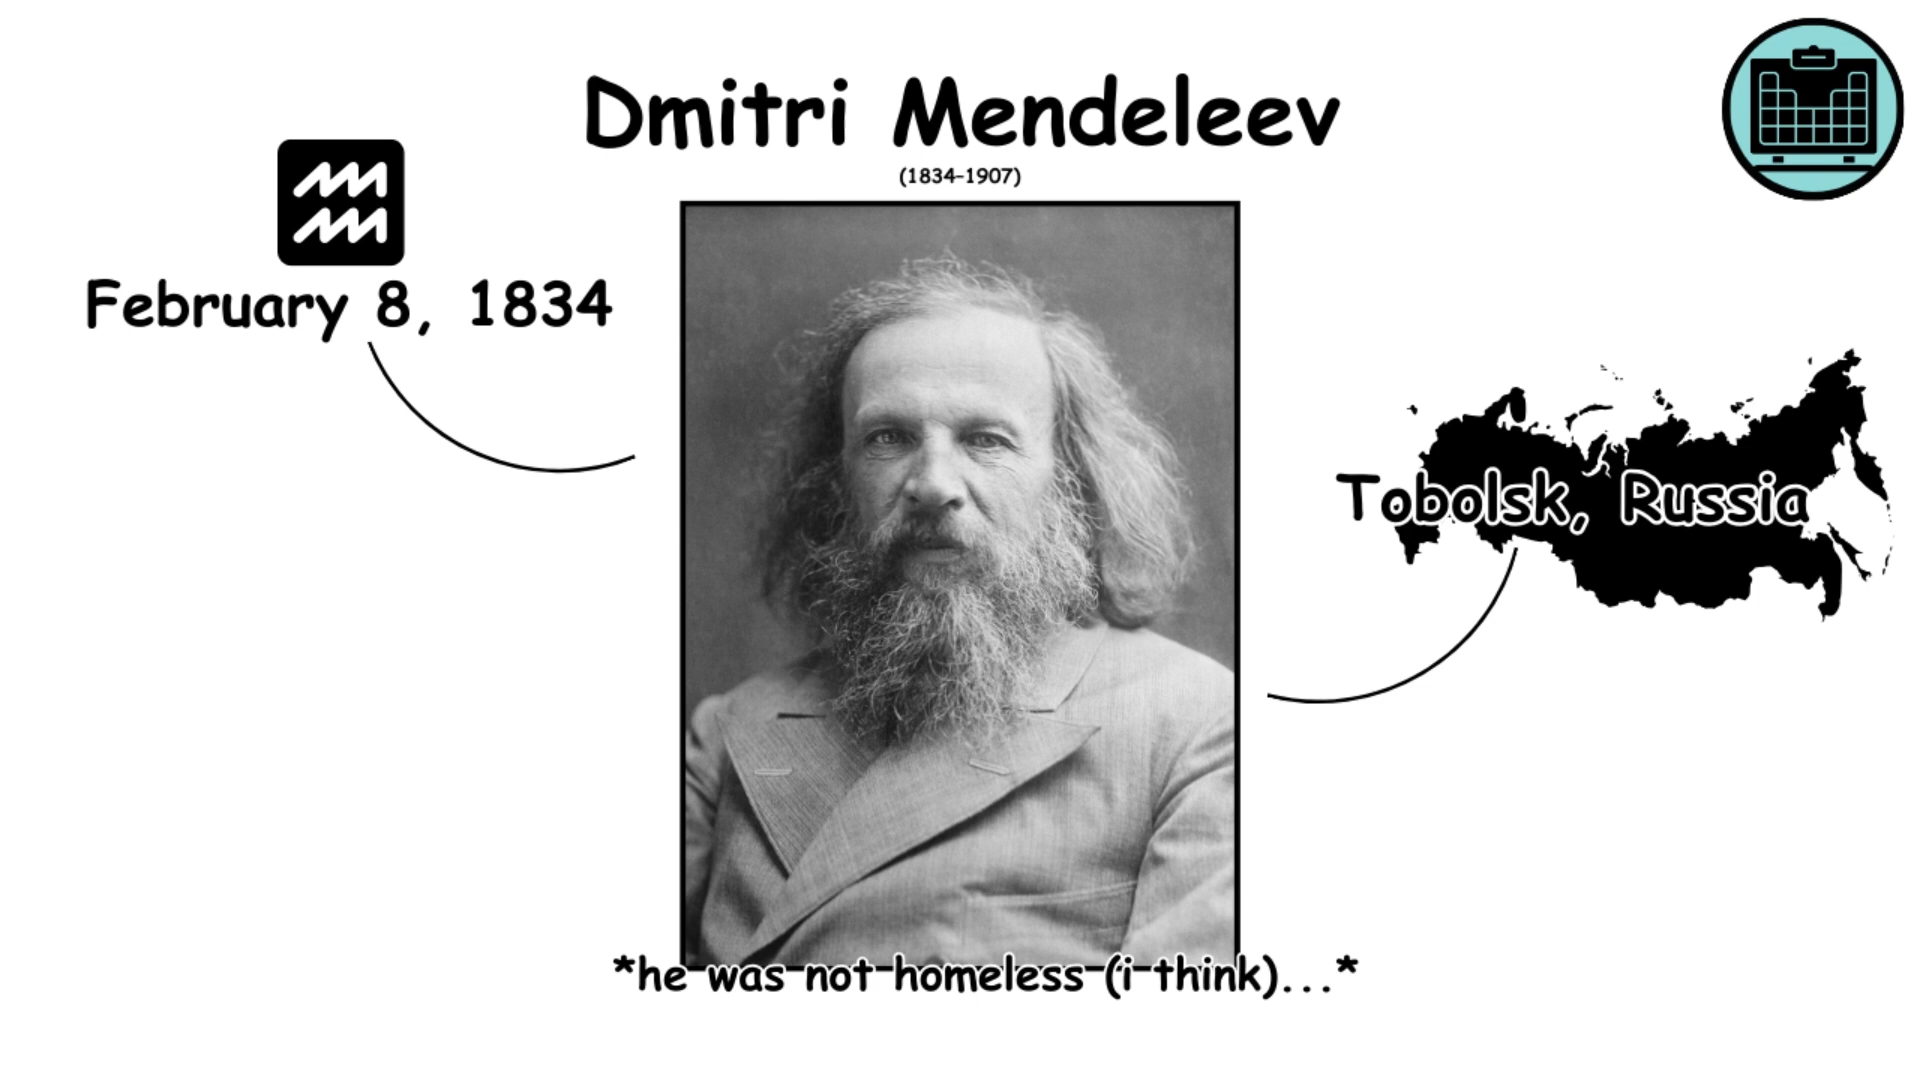 Dmitri Mendeleev
(1834–1907)
February 8, 1834
Tobolsk, Russia
*he was not homeless (i think)...*